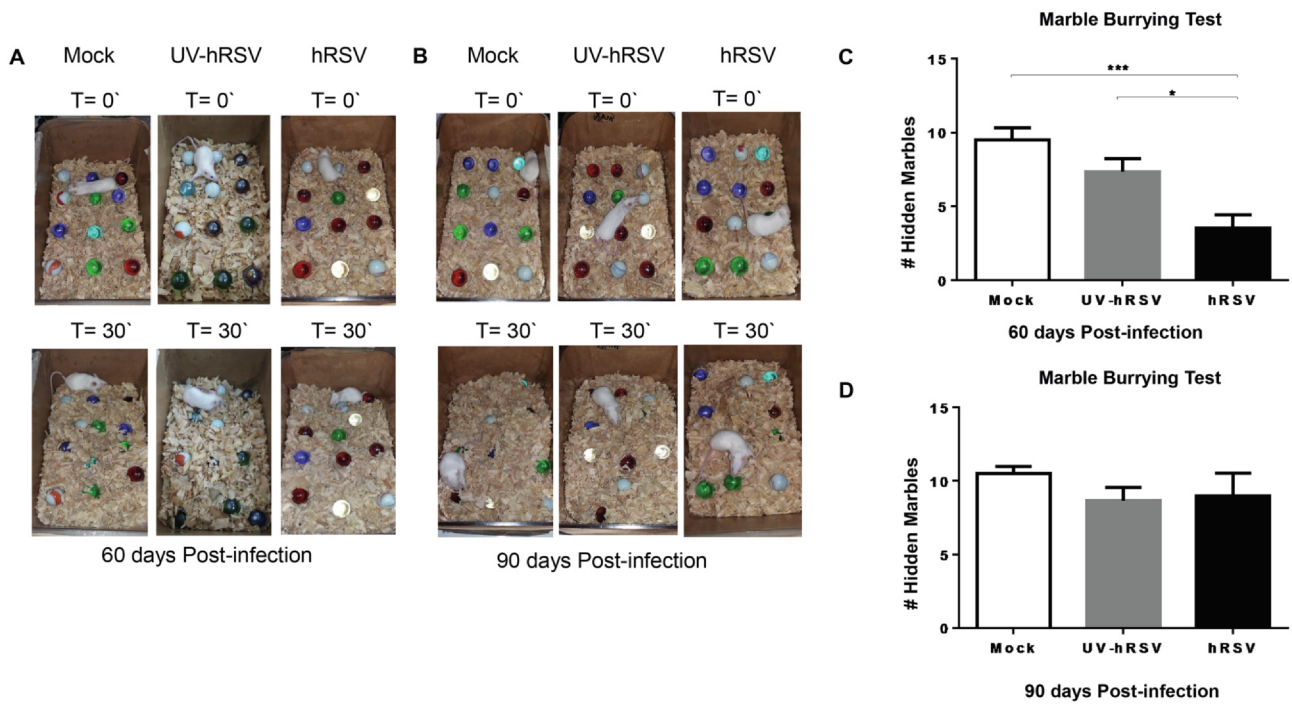 A
Mock UV-hRSV hRSV
T= 0` T= 0` T= 0`
T= 30` T= 30` T= 30`
60 days Post-infection
B
Mock UV-hRSV hRSV
T= 0` T= 0` T= 0`
T= 30` T= 30` T= 30`
90 days Post-infection
C
Marble Burrying Test
# Hidden Marbles
15
10
5
0
***
*
Mock UV-hRSV hRSV
60 days Post-infection
D
Marble Burrying Test
# Hidden Marbles
15
10
5
0
Mock UV-hRSV hRSV
90 days Post-infection